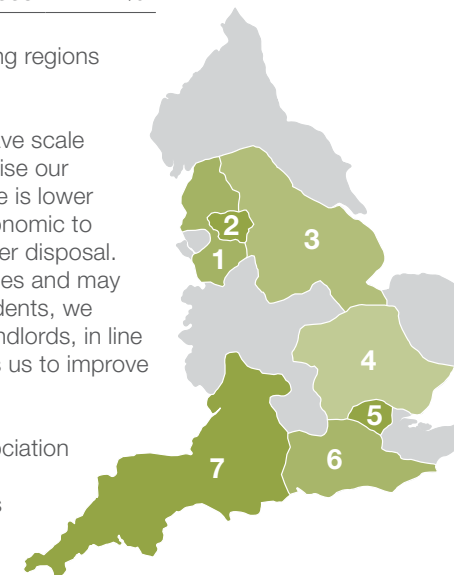 ng regions
ve scale
ise our
e is lower
onomic to
er disposal.
es and may
dents, we
ndlords, in line
s us to improve
ociation
s
2
3
1
4
5
6
7